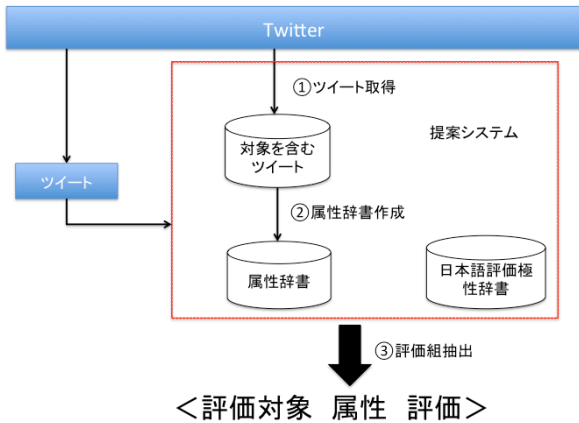 Twitter
①ツイート取得
対象を含む
ツイート
提案システム
ツイート
②属性辞書作成
属性辞書
日本語評価極
性辞書
③評価組抽出
＜評価対象　属性　評価＞